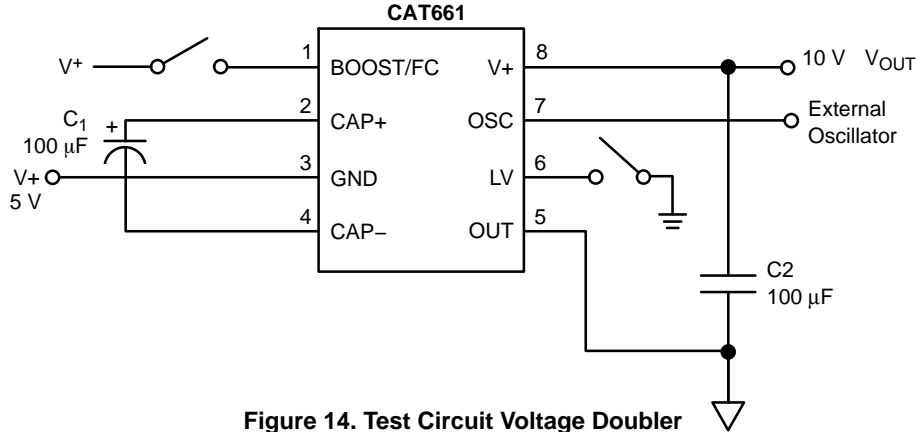 CAT661
V+
1
BOOST/FC
V+
8
10 V VOUT
C1
100 μF
+
2
CAP+
OSC
7
External
Oscillator
V+
5 V
3
GND
LV
6
4
CAP–
OUT
5
C2
100 μF
Figure 14. Test Circuit Voltage Doubler